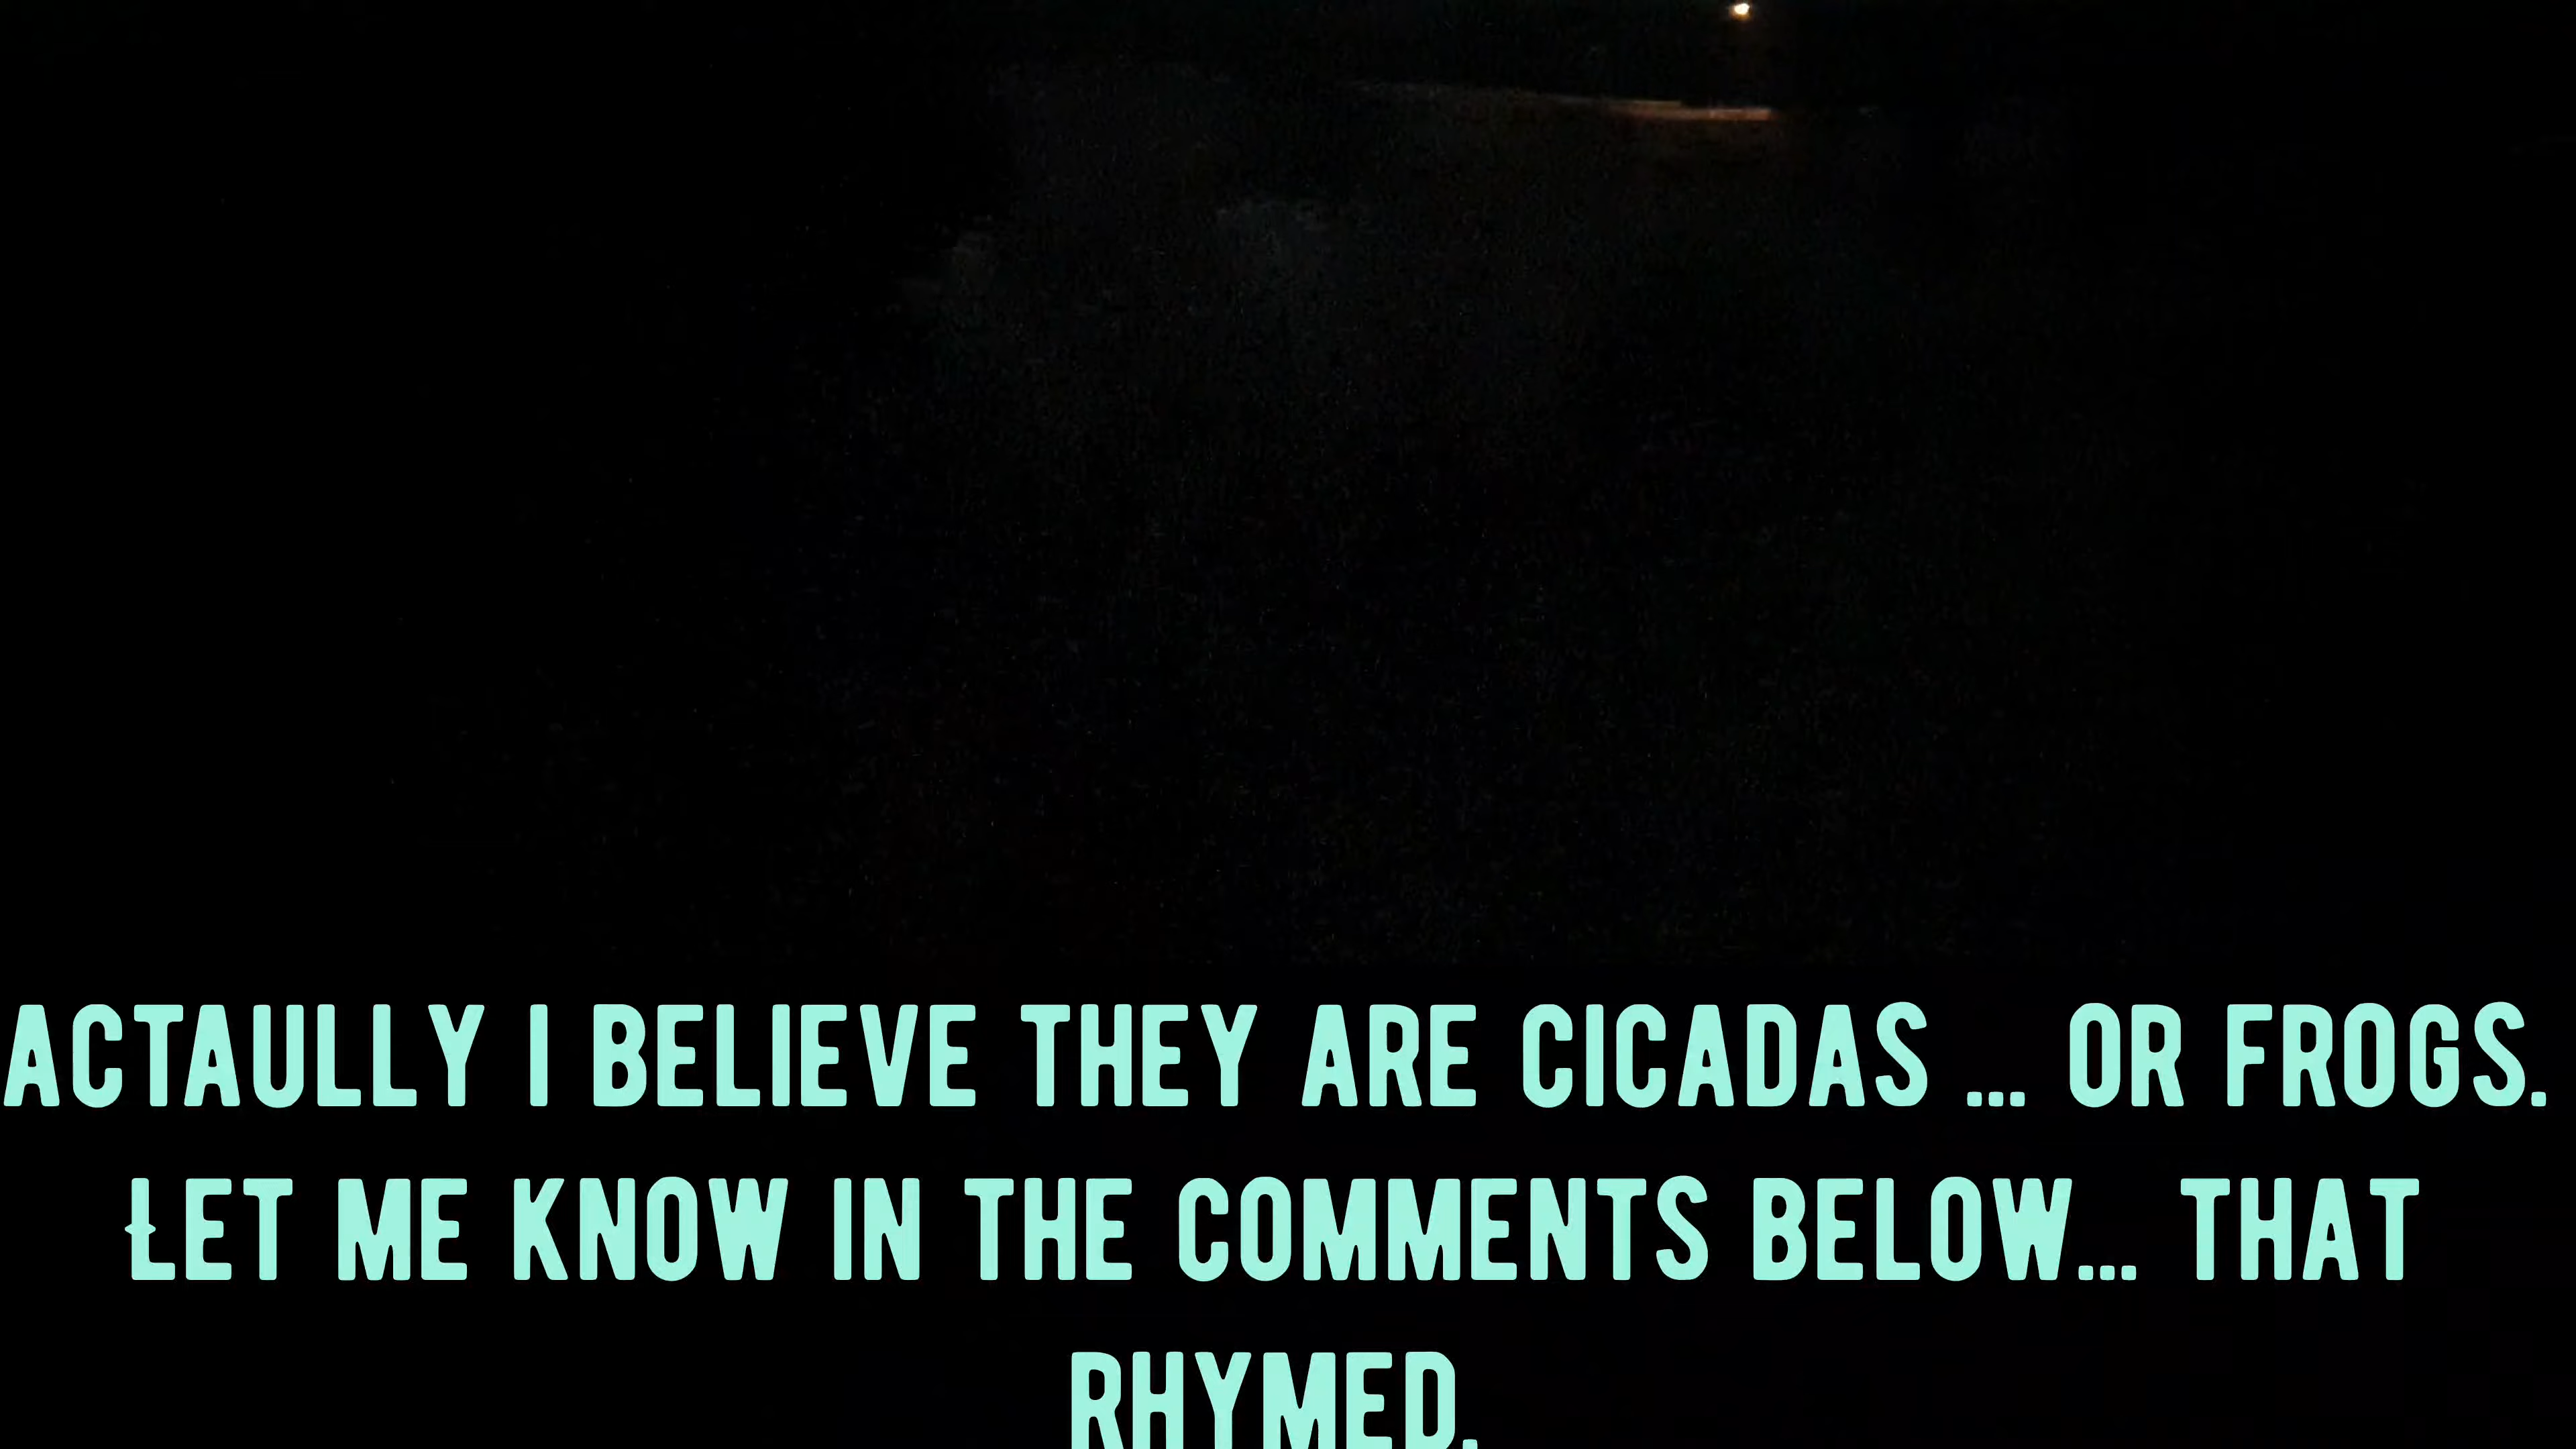 ACTAULLY I BELIEVE THEY ARE CICADAS ... OR FROGS.
LET ME KNOW IN THE COMMENTS BELOW... THAT
RHYMED.